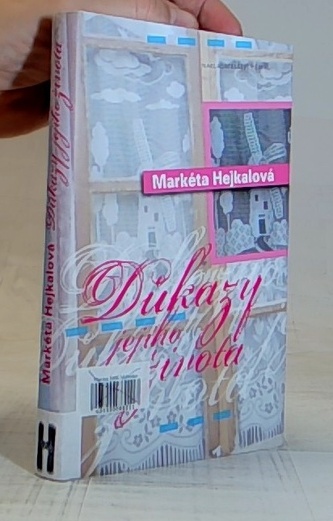 Markéta Hejkalová
Důkazy
jejího
života
Markéta Hejkalová Důkazy jejího života
H